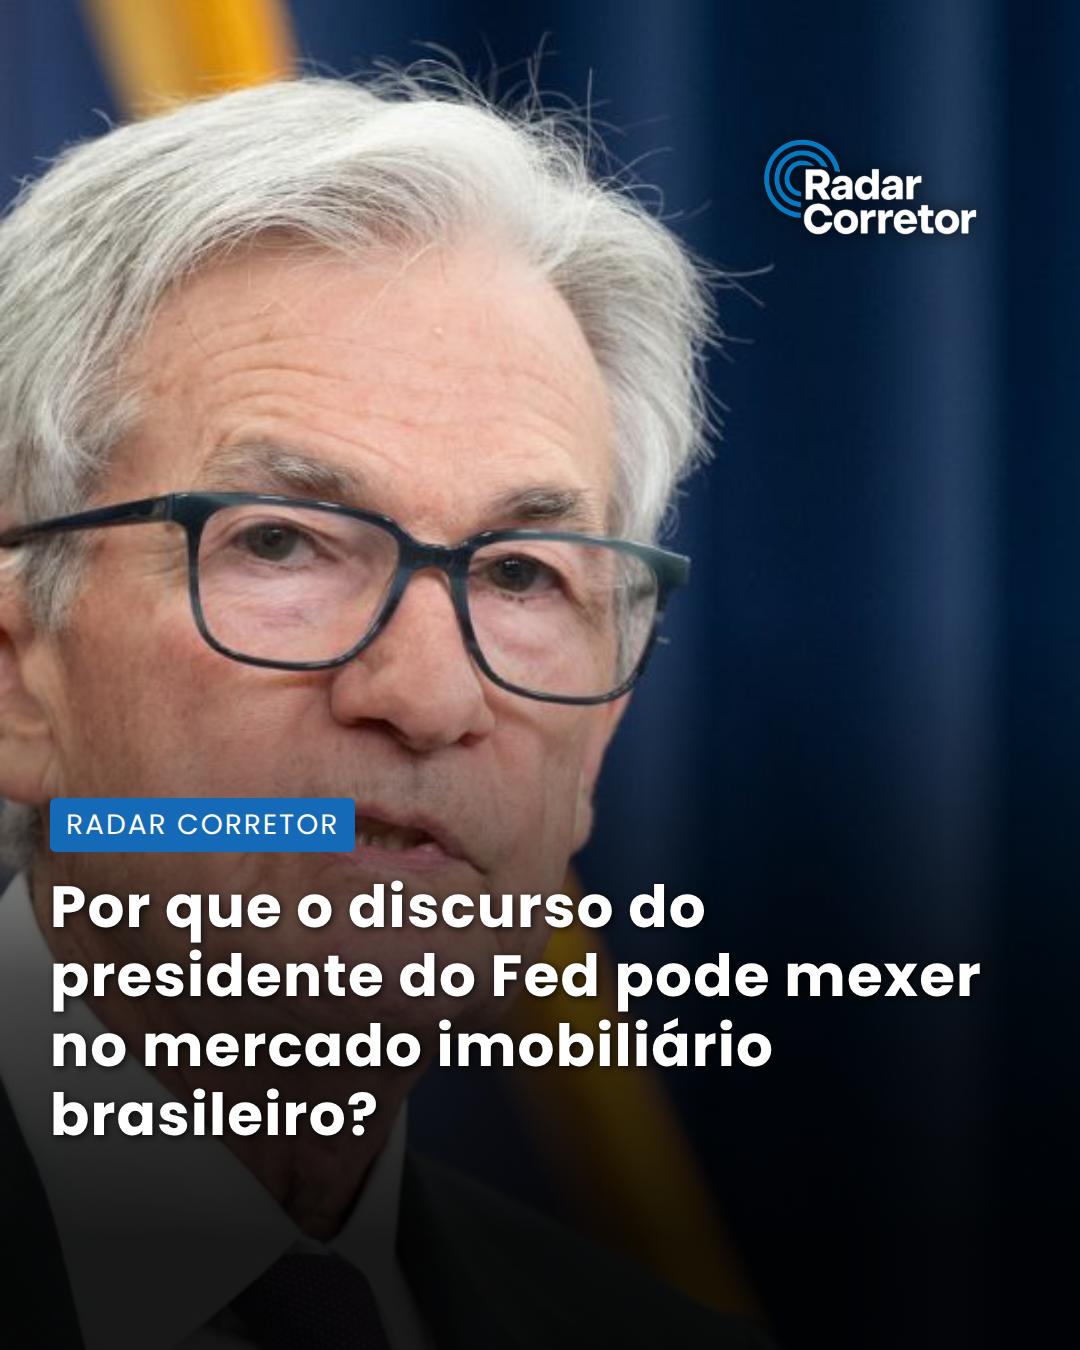 Radar
Corretor
RADAR CORRETOR
Por que o discurso do
presidente do Fed pode mexer
no mercado imobiliário
brasileiro?